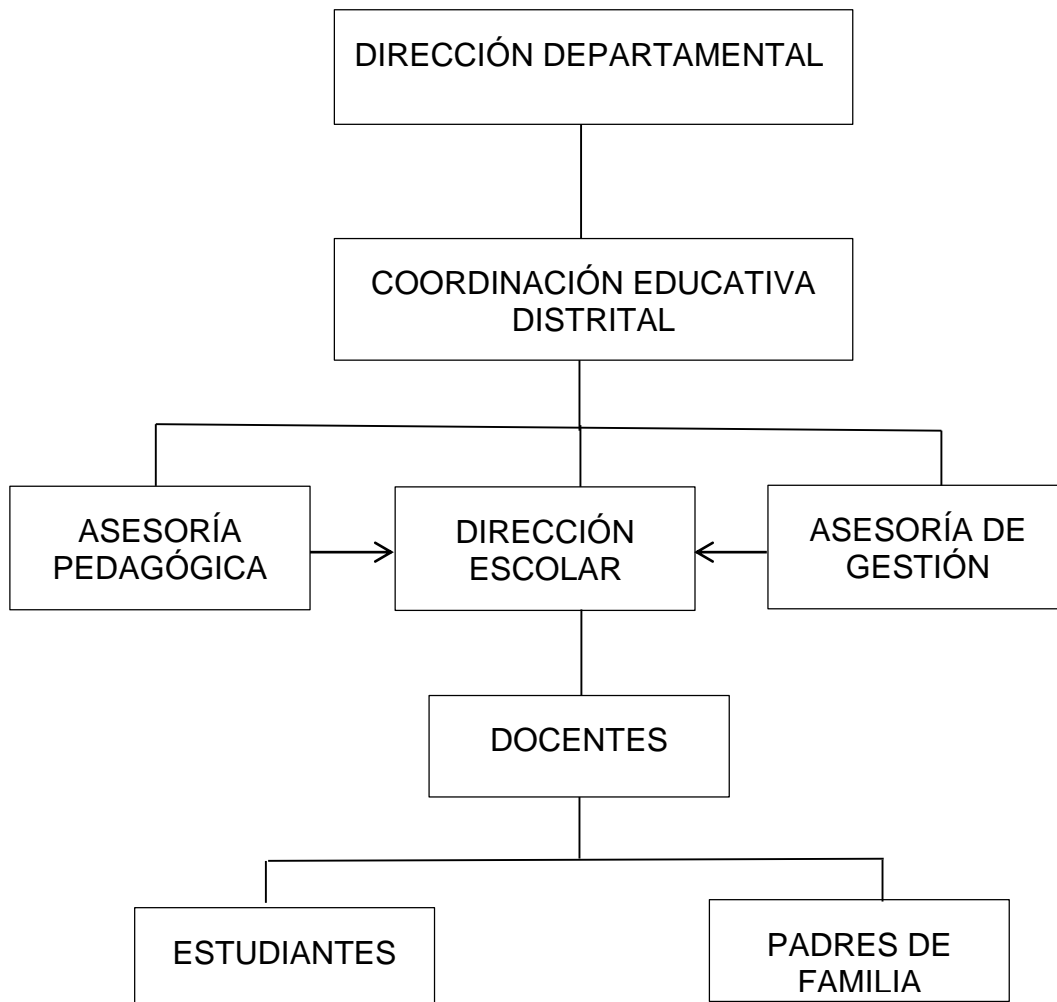 DIRECCIÓN DEPARTAMENTAL
COORDINACIÓN EDUCATIVA
DISTRITAL
ASESORÍA
PEDAGÓGICA
DIRECCIÓN
ESCOLAR
ASESORÍA DE
GESTIÓN
DOCENTES
ESTUDIANTES
PADRES DE
FAMILIA